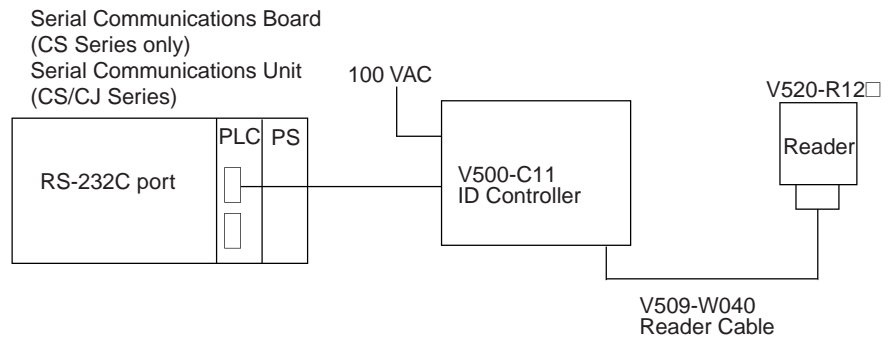 Serial Communications Board
(CS Series only)
Serial Communications Unit
(CS/CJ Series)
100 VAC
V520-R12□
PLC PS
Reader
RS-232C port
V500-C11
ID Controller
V509-W040
Reader Cable